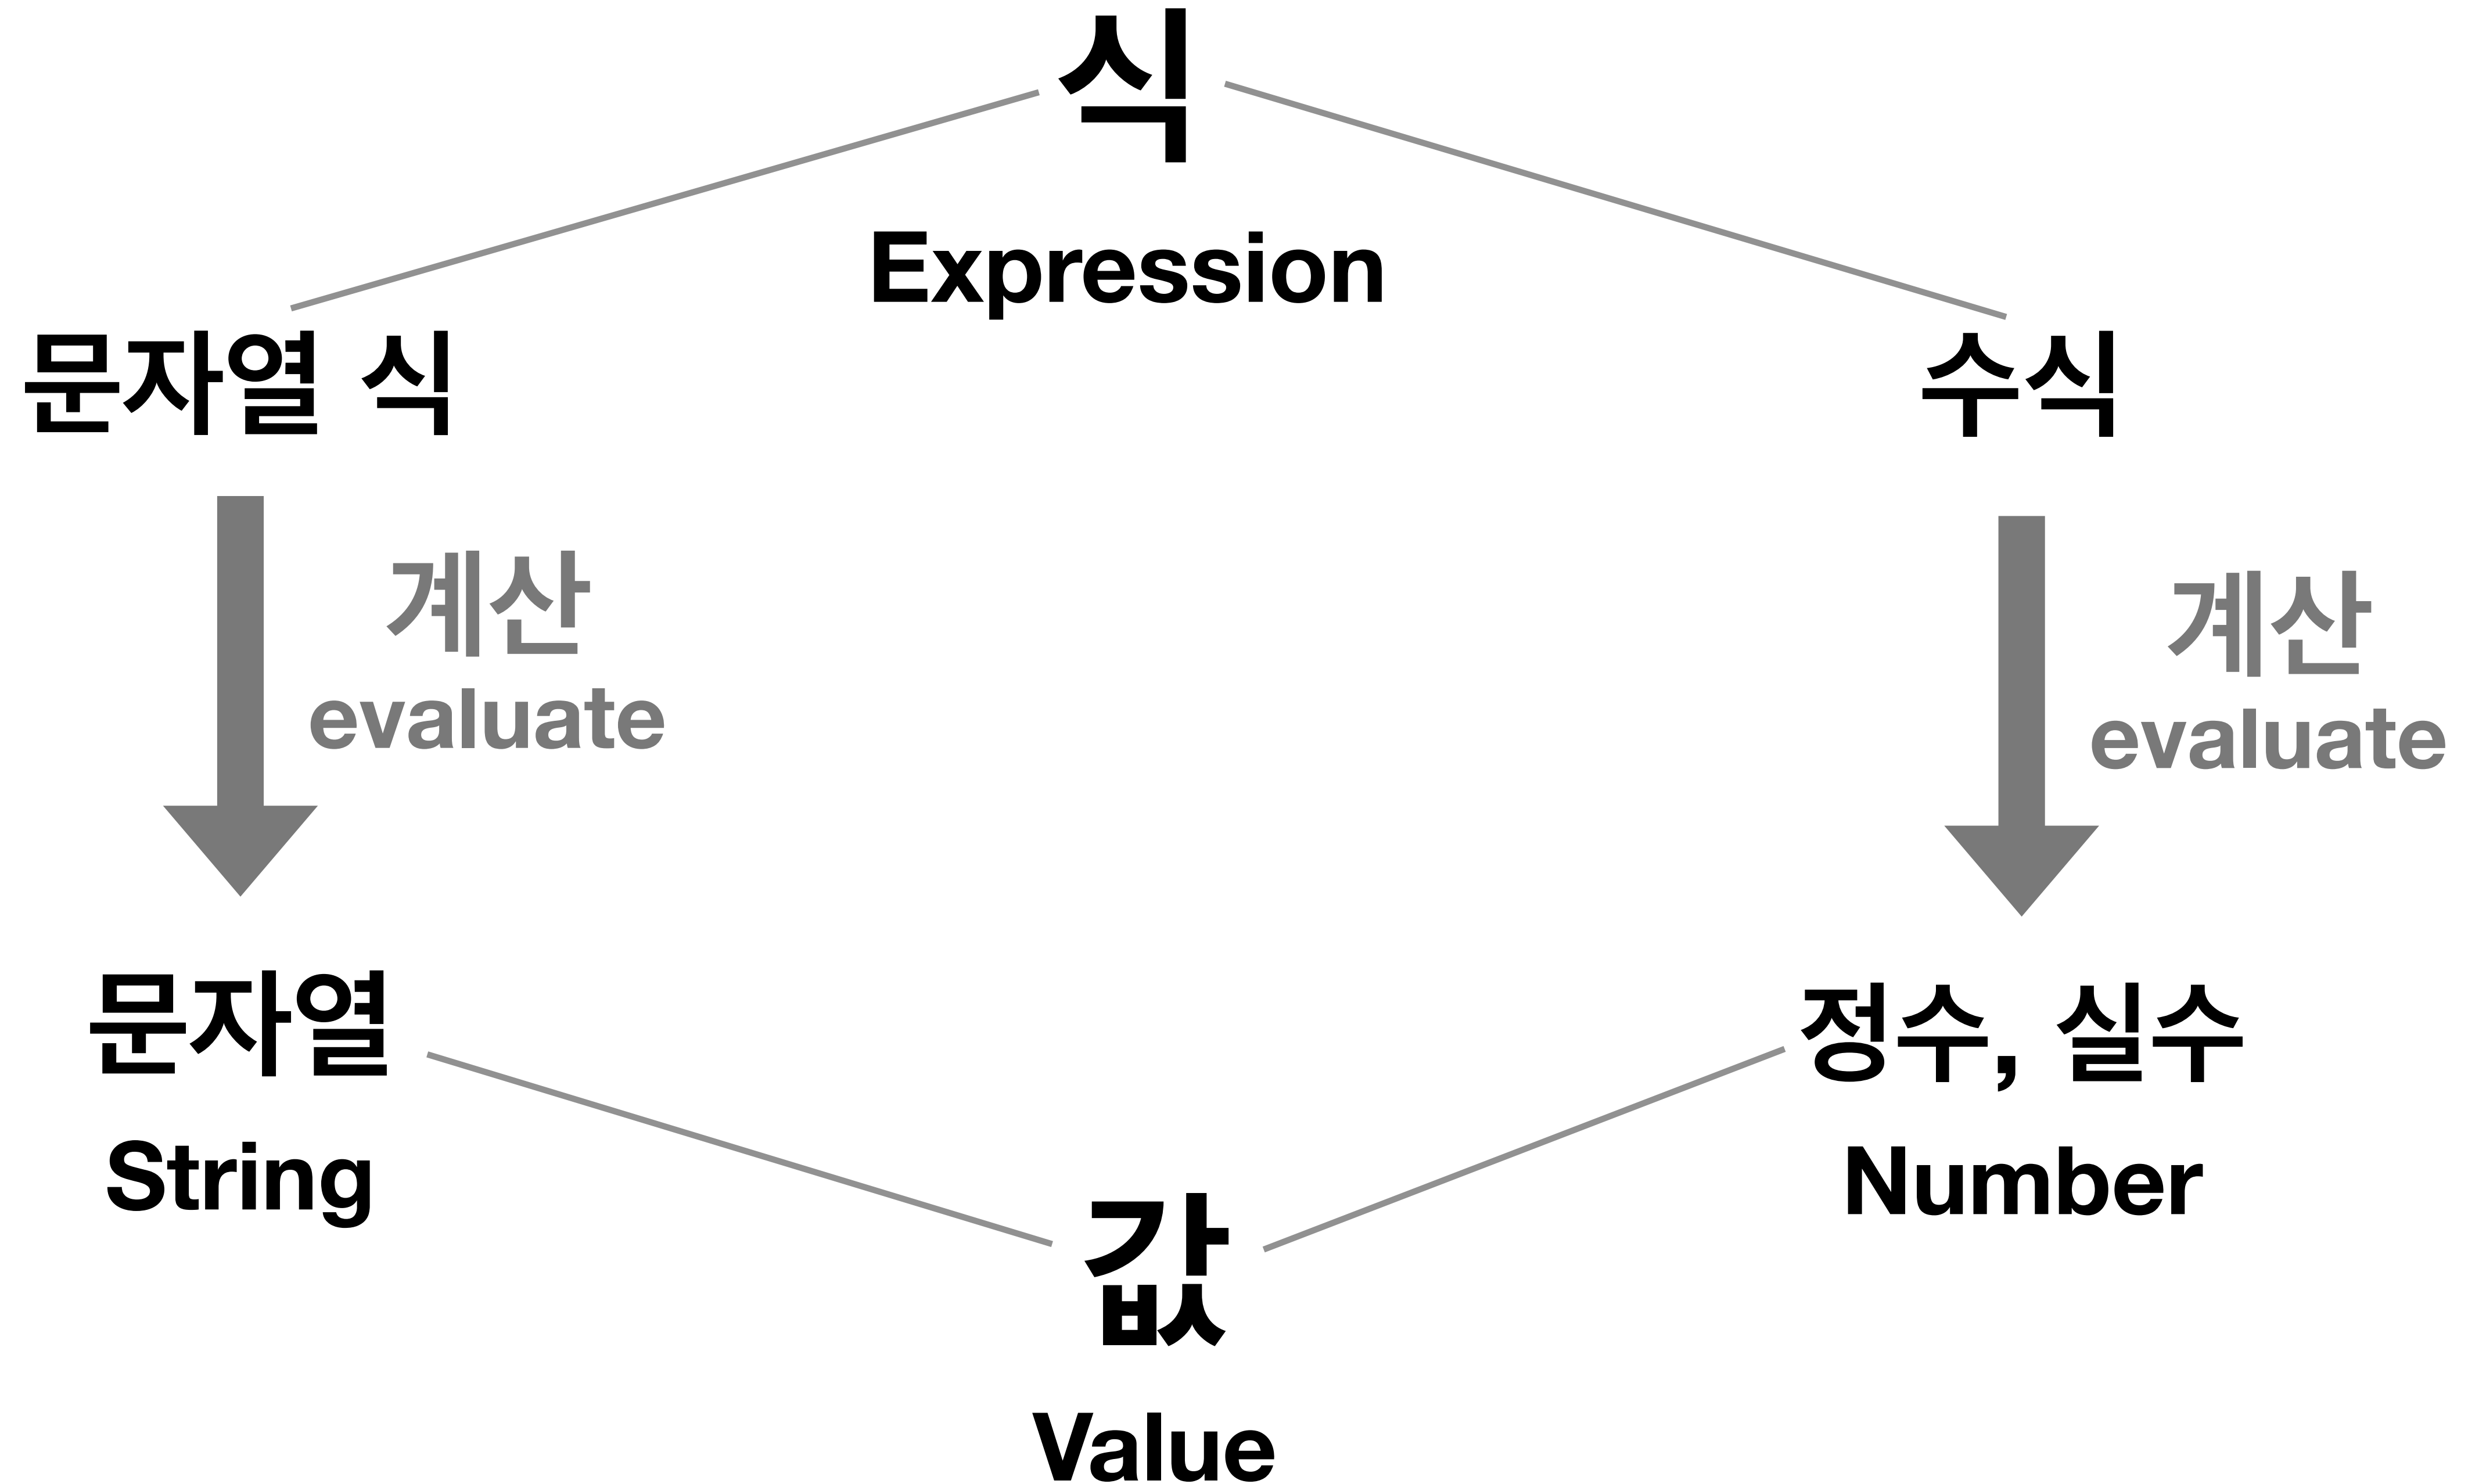 식
Expression
문자열 식
수식
계산
evaluate
계산
evaluate
문자열
String
정수, 실수
Number
값
Value